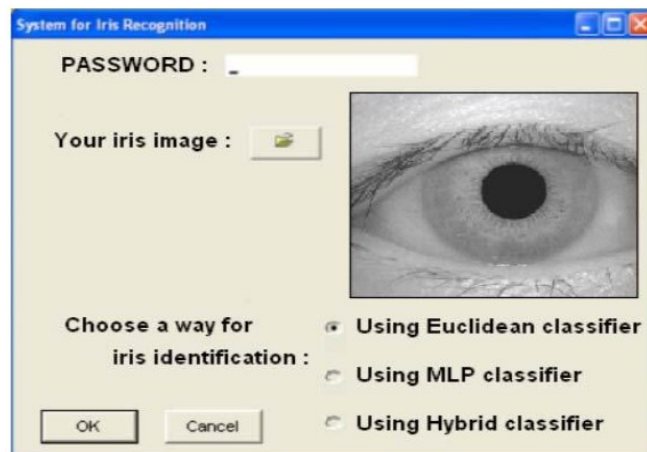 System for Iris Recognition
PASSWORD : _
Your iris image :
Choose a way for
iris identification :
Using Euclidean classifier
Using MLP classifier
Using Hybrid classifier
OK
Cancel